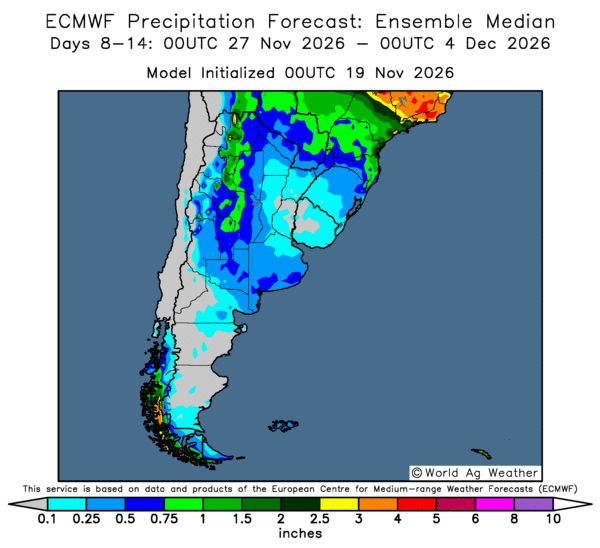 ECMWF Precipitation Forecast: Ensemble Median
Days 8-14: 00UTC 27 Nov 2026 - 00UTC 4 Dec 2026
Model Initialized 00UTC 19 Nov 2026
© World Ag Weather
This service is based on data and products of the European Centre for Medium-range Weather Forecasts (ECMWF)
0.1 0.25 0.5 0.75 1 1.5 2 2.5 3 4 5 6 8 10
inches